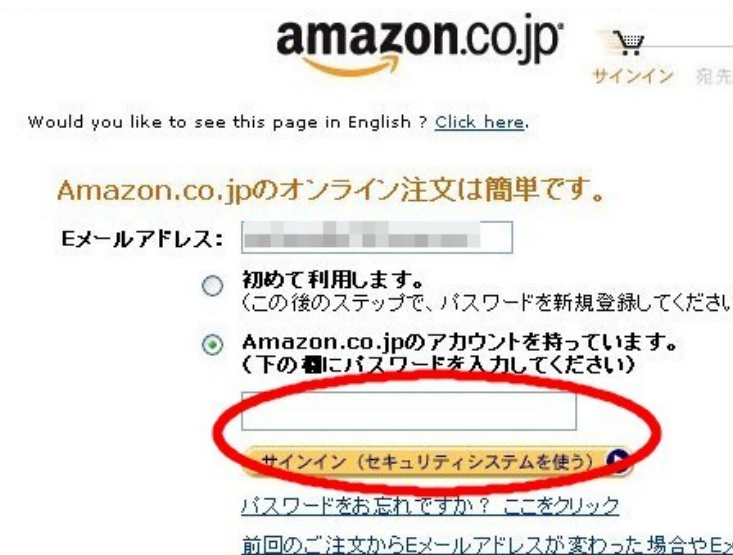 amazon.co.jp
サインイン 宛先
Would you like to see this page in English ? Click here.
Amazon.co.jpのオンライン注文は簡単です。
Eメールアドレス:
初めて利用します。
(この後のステップで、パスワードを新規登録してくださ
Amazon.co.jpのアカウントを持っています。
(下の欄にパスワードを入力してください)
サインイン (セキュリティシステムを使う)
パスワードをお忘れですか? ここをクリック
前回のご注文からEメールアドレスが変わった場合やE